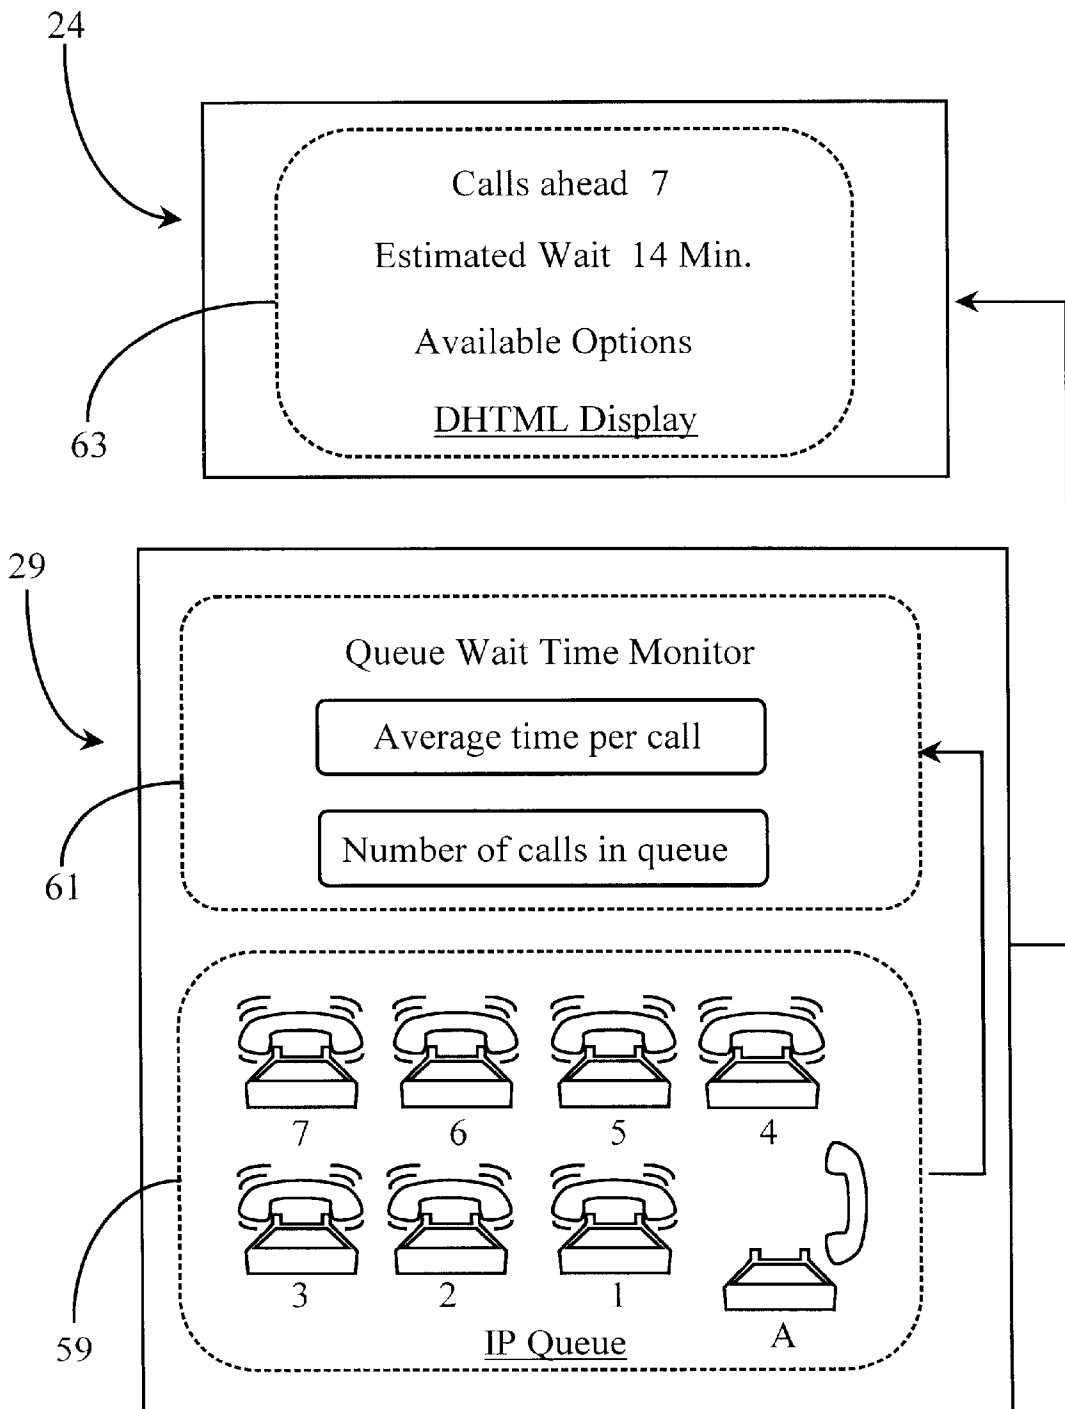 24
Calls ahead 7
Estimated Wait 14 Min.
Available Options
DHTML Display
63
29
Queue Wait Time Monitor
Average time per call
Number of calls in queue
61
7 6 5 4
3 2 1 A
IP Queue
59